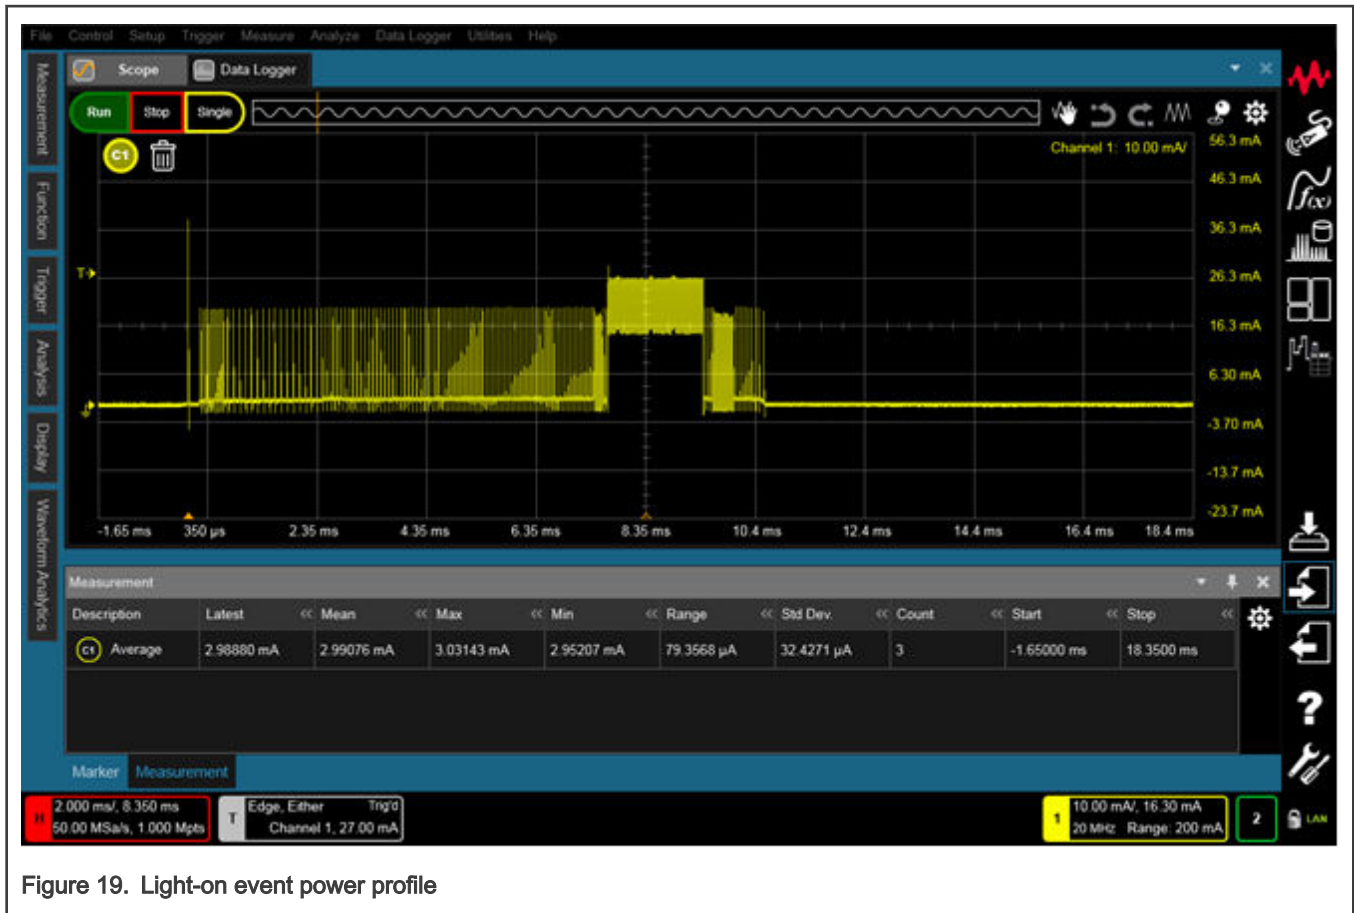 File Control Setup Trigger Measure Analyze Data Logger Utilities Help
Scope Data Logger
Run Stop Single
C1
Channel 1: 10.00 mA/
56.3 mA
46.3 mA
36.3 mA
T
26.3 mA
16.3 mA
6.30 mA
-3.70 mA
-13.7 mA
-23.7 mA
-1.65 ms 350 µs 2.35 ms 4.35 ms 6.35 ms 8.35 ms 10.4 ms 12.4 ms 14.4 ms 16.4 ms 18.4 ms
Measurement
Function
Trigger
Analysis
Display
Waveform Analytics
f(x)
Measurement
Description Latest << Mean << Max << Min << Range << Std Dev. << Count << Start << Stop <<
C1 Average 2.98880 mA 2.99076 mA 3.03143 mA 2.95207 mA 79.3568 µA 32.4271 µA 3 -1.65000 ms 18.3500 ms
?
Marker Measurement
H 2.000 ms/, 8.350 ms
50.00 MSa/s, 1.000 Mpts
T Edge, Either Trig'd
Channel 1, 27.00 mA
1 10.00 mA/, 16.30 mA
20 MHz Range: 200 mA
2
LAN
Figure 19. Light-on event power profile